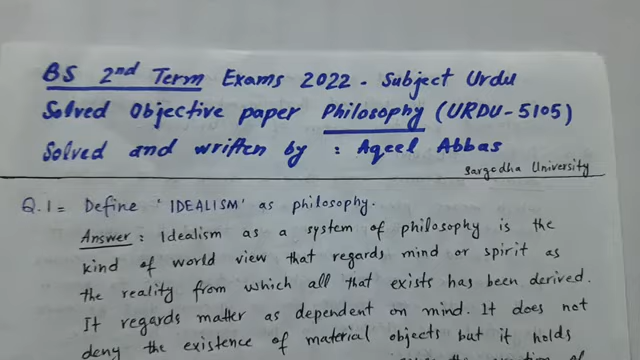 BS 2nd Term Exams 2022 - Subject Urdu
Solved Objective paper Philosophy (URDU-5105)
Solved and written by : Aqeel Abbas
Sargodha University
Q.1 = Define 'IDEALISM' as philosophy.
Answer : Idealism as a system of philosophy is the
kind of world view that regards mind or spirit as
the reality from which all that exists has been derived.
It regards matter as dependent on mind. It does not
deny the existence of material objects but it holds